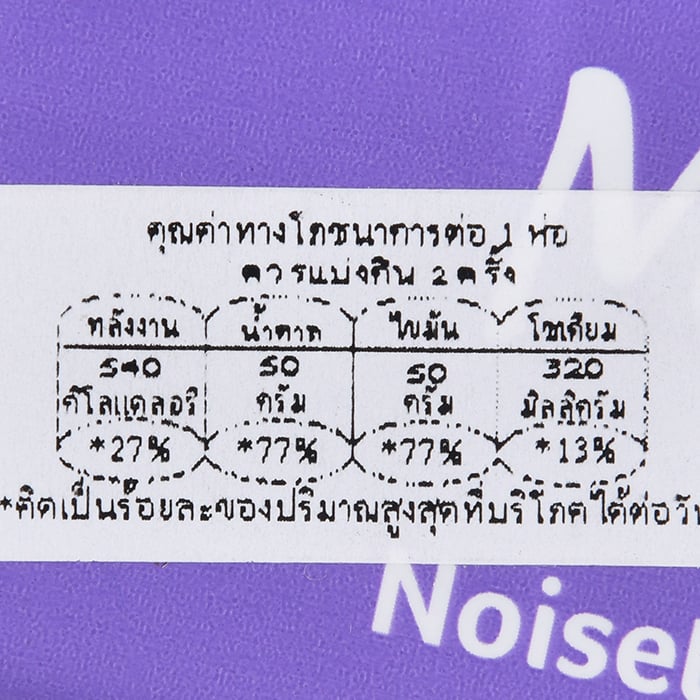 คุณค่าทางโภชนาการต่อ 1 ห่อ
ควรแบ่งกิน 2 ครั้ง
พลังงาน น้ำตาล ไขมัน โซเดียม
540 50 50 320
กิโลแคลอรี กรัม กรัม มิลลิกรัม
*27% *77% *77% *13%
*คิดเป็นร้อยละของปริมาณสูงสุดที่บริโภคได้ต่อวัน